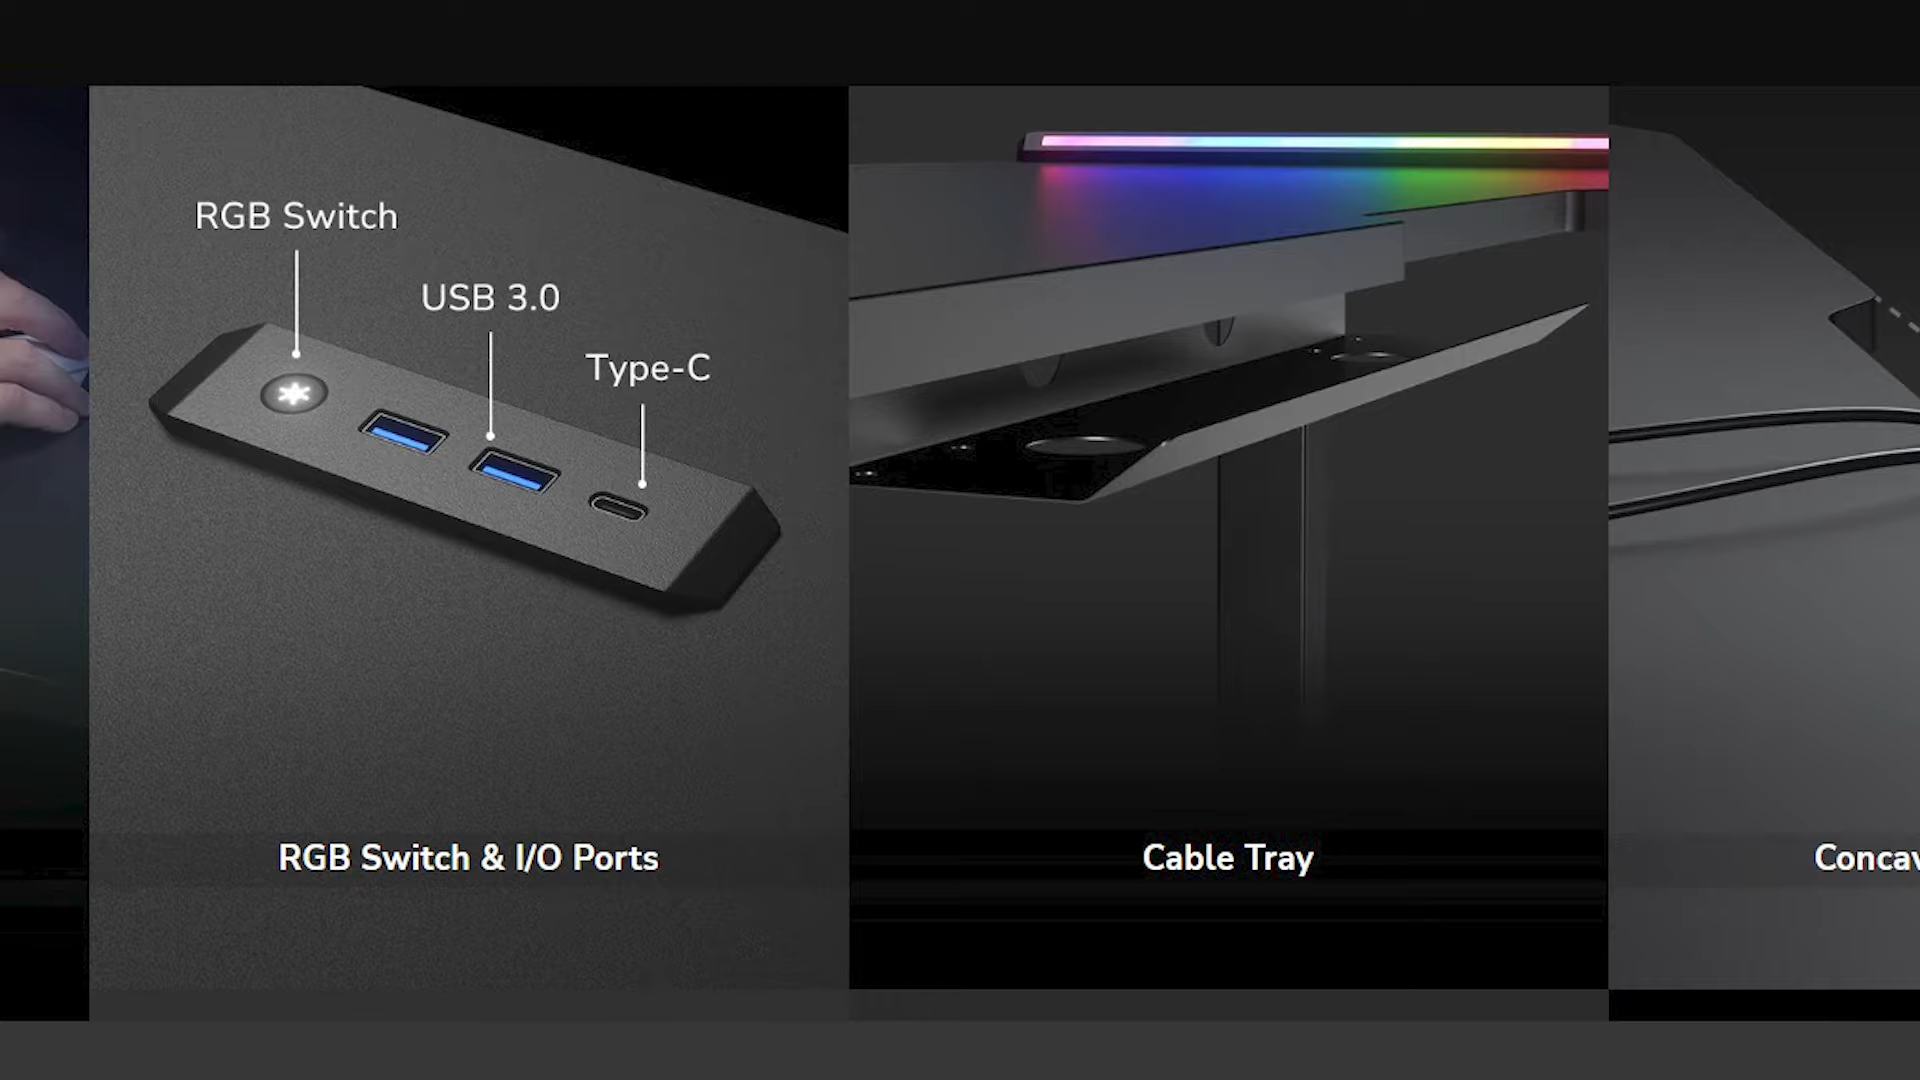 RGB Switch
USB 3.0
Type-C
RGB Switch & I/O Ports
Cable Tray